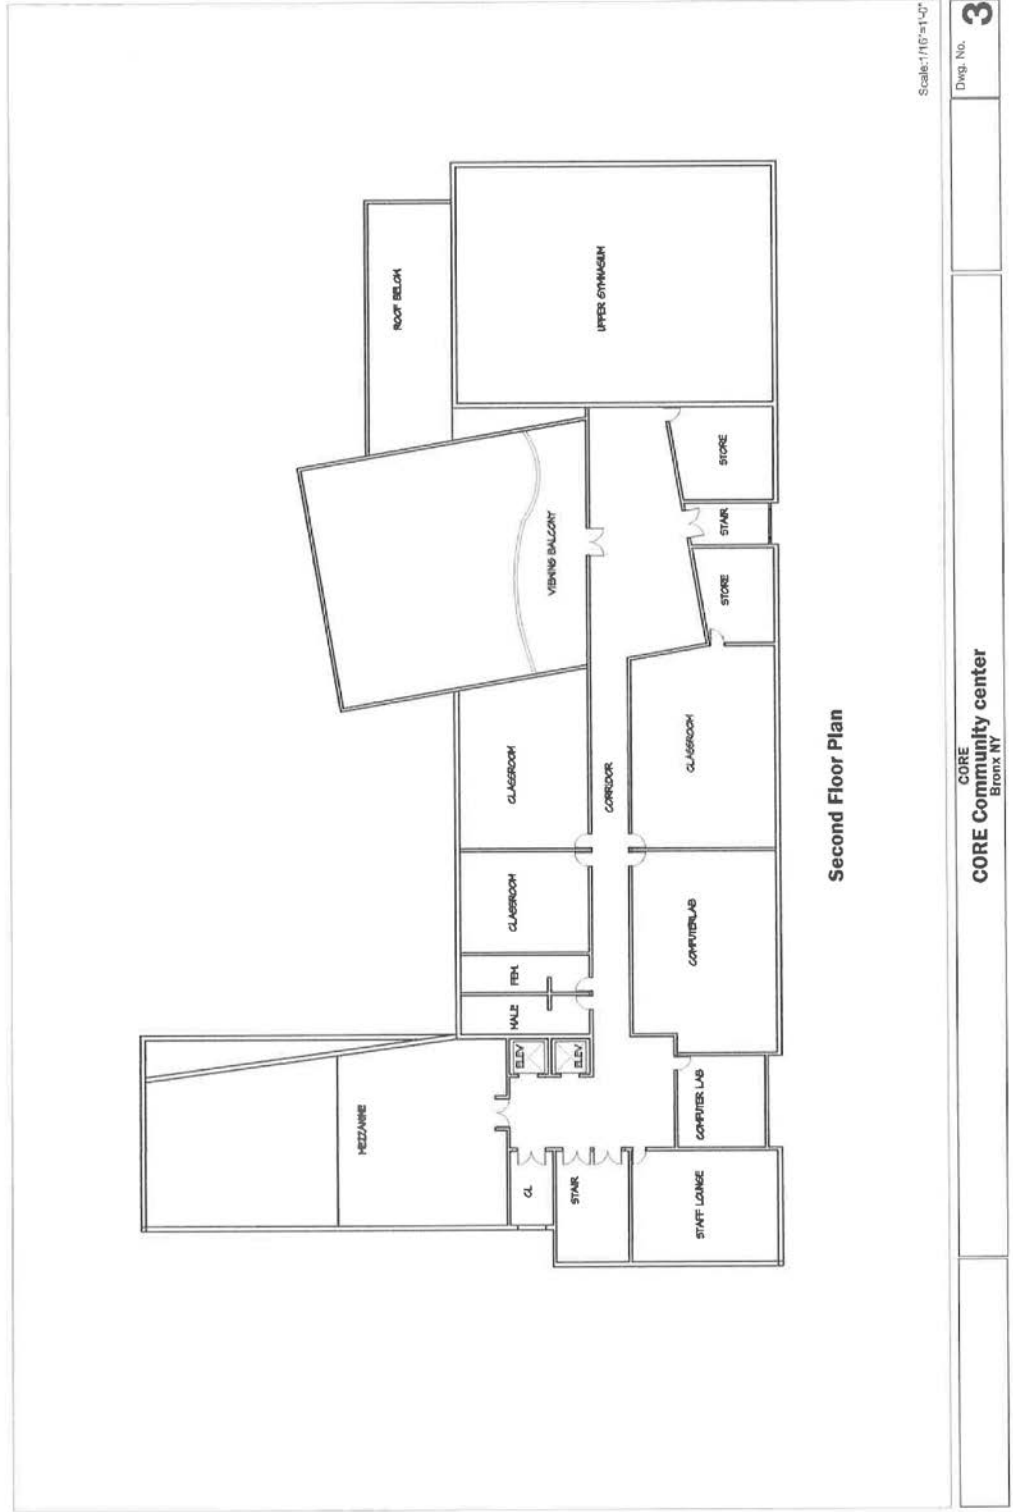 MEZZANINE
ROOF BELOW
MALE
FEM.
CLASSROOM
CLASSROOM
ELEV
CL
VIEWING BALCONY
STAIR
ELEV
UPPER GYMNASIUM
CORRIDOR
COMPUTERLAB
CLASSROOM
STAFF LOUNGE
COMPUTER LAB
STORE
STAIR
STORE
Second Floor Plan
Scale:1/16"=1'-0"
CORE
CORE Community center
Bronx NY
Dwg. No.
3